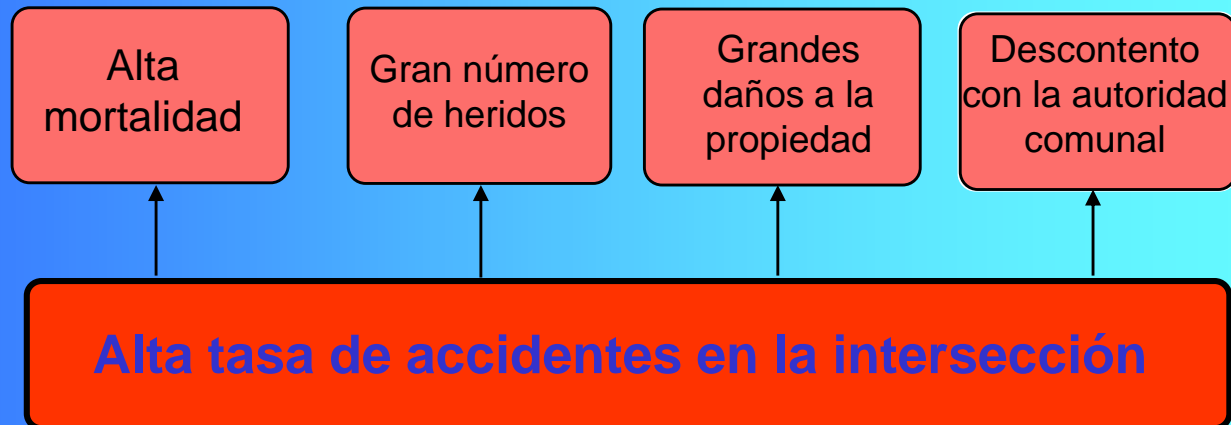 Alta
mortalidad
Gran número
de heridos
Grandes
daños a la
propiedad
Descontento
con la autoridad
comunal
Alta tasa de accidentes en la intersección